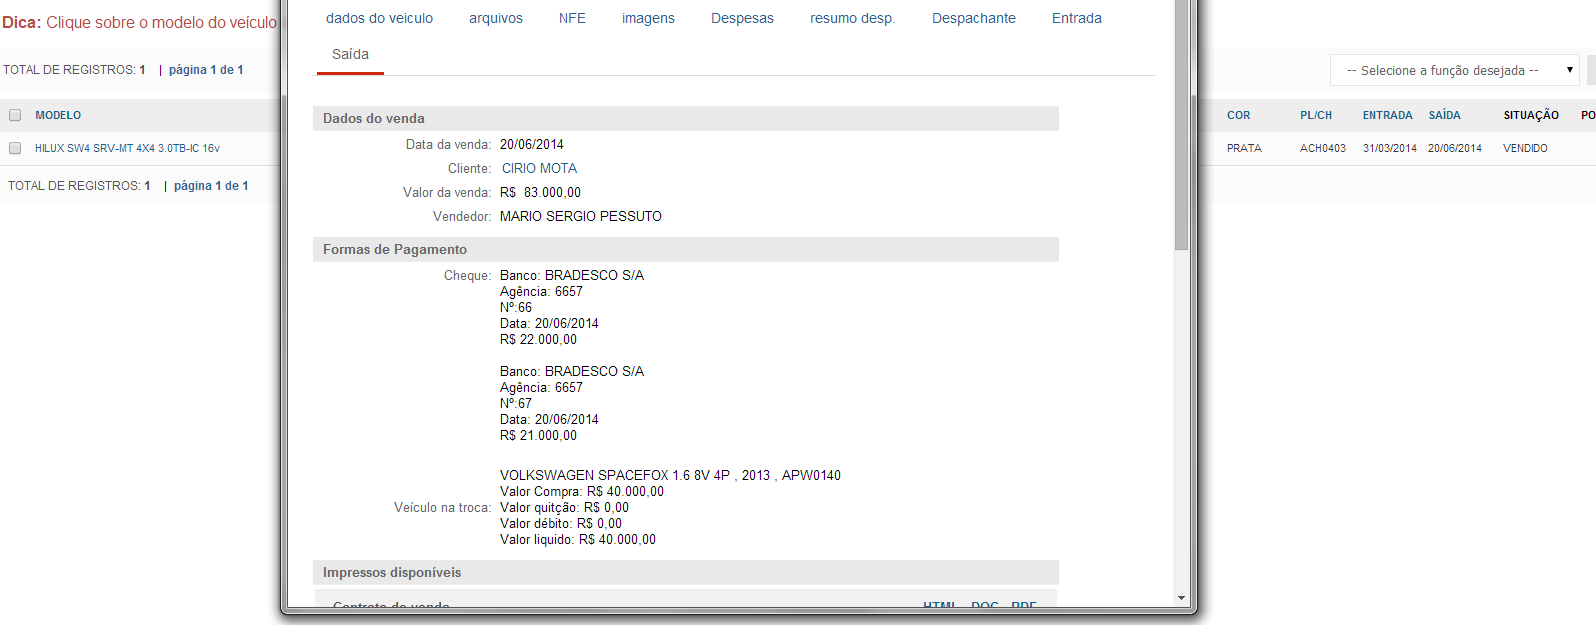 Dica: Clique sobre o modelo do veículo
TOTAL DE REGISTROS: 1 | página 1 de 1
MODELO
HILUX SW4 SRV-MT 4X4 3.0TB-IC 16v
TOTAL DE REGISTROS: 1 | página 1 de 1
dados do veiculo arquivos NFE imagens Despesas resumo desp. Despachante Entrada
Saída
Dados do venda
Data da venda: 20/06/2014
Cliente: CIRIO MOTA
Valor da venda: R$ 83.000,00
Vendedor: MARIO SERGIO PESSUTO
Formas de Pagamento
Cheque: Banco: BRADESCO S/A
Agência: 6657
Nº:66
Data: 20/06/2014
R$ 22.000,00
Banco: BRADESCO S/A
Agência: 6657
Nº:67
Data: 20/06/2014
R$ 21.000,00
VOLKSWAGEN SPACEFOX 1.6 8V 4P , 2013 , APW0140
Valor Compra: R$ 40.000,00
Veículo na troca: Valor quitção: R$ 0,00
Valor débito: R$ 0,00
Valor liquido: R$ 40.000,00
Impressos disponíveis
Contrato de venda HTML DOC PDF
-- Selecione a função desejada --
COR PL/CH ENTRADA SAÍDA SITUAÇÃO PO
PRATA ACH0403 31/03/2014 20/06/2014 VENDIDO